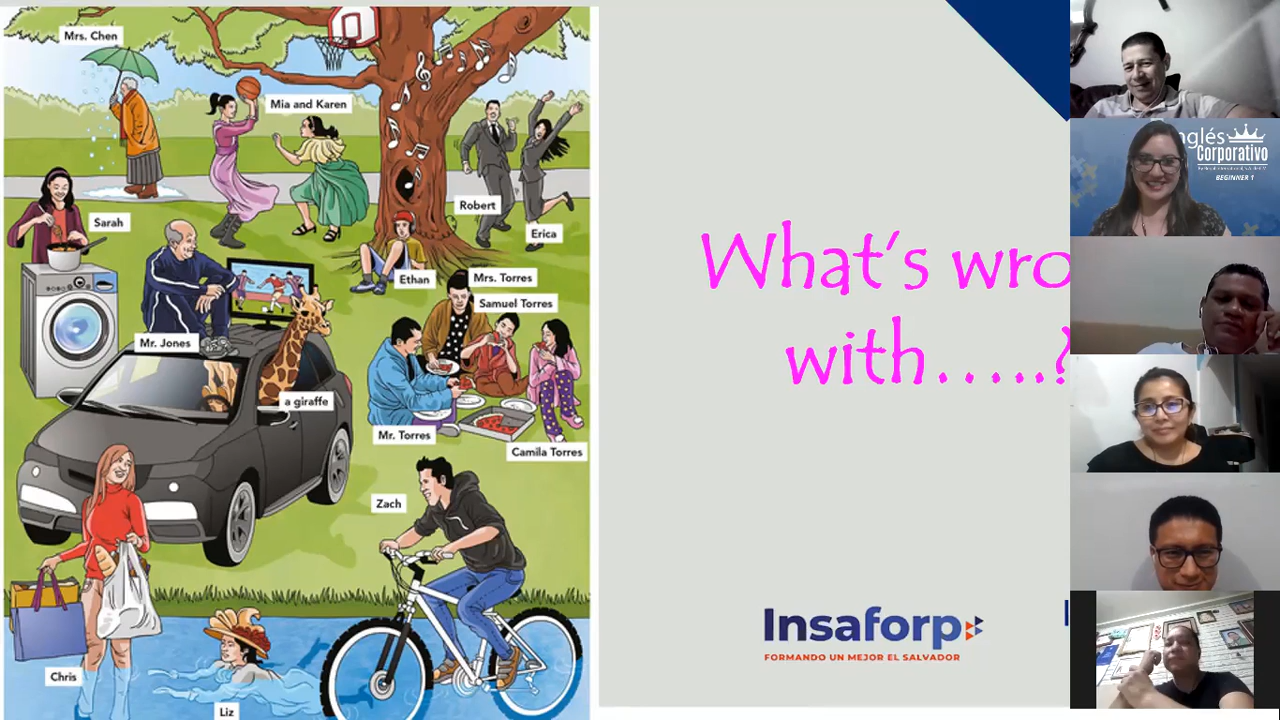 Mrs. Chen
Mia and Karen
Robert
Erica
Sarah
Ethan
Mrs. Torres
Samuel Torres
Mr. Jones
a giraffe
Mr. Torres
Camila Torres
Zach
Chris
Liz
What's wro
with.....?
Insaforp
FORMANDO UN MEJOR EL SALVADOR
nglés
Corporativo
BEGINNER 1